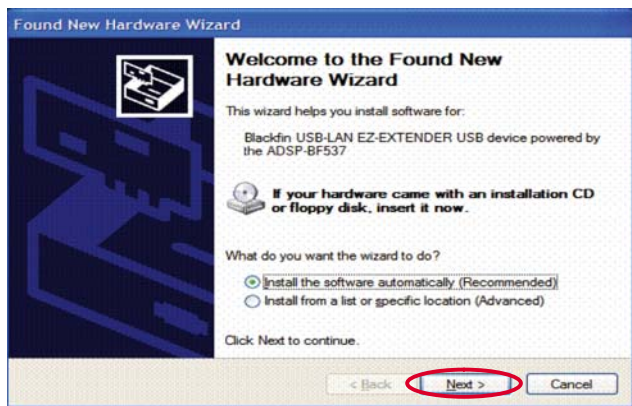 Found New Hardware Wizard
Welcome to the Found New
Hardware Wizard
This wizard helps you install software for:
Blackfin USB-LAN EZ-EXTENDER USB device powered by
the ADSP-BF537
If your hardware came with an installation CD
or floppy disk, insert it now.
What do you want the wizard to do?
Install the software automatically (Recommended)
Install from a list or specific location (Advanced)
Click Next to continue.
< Back
Next >
Cancel